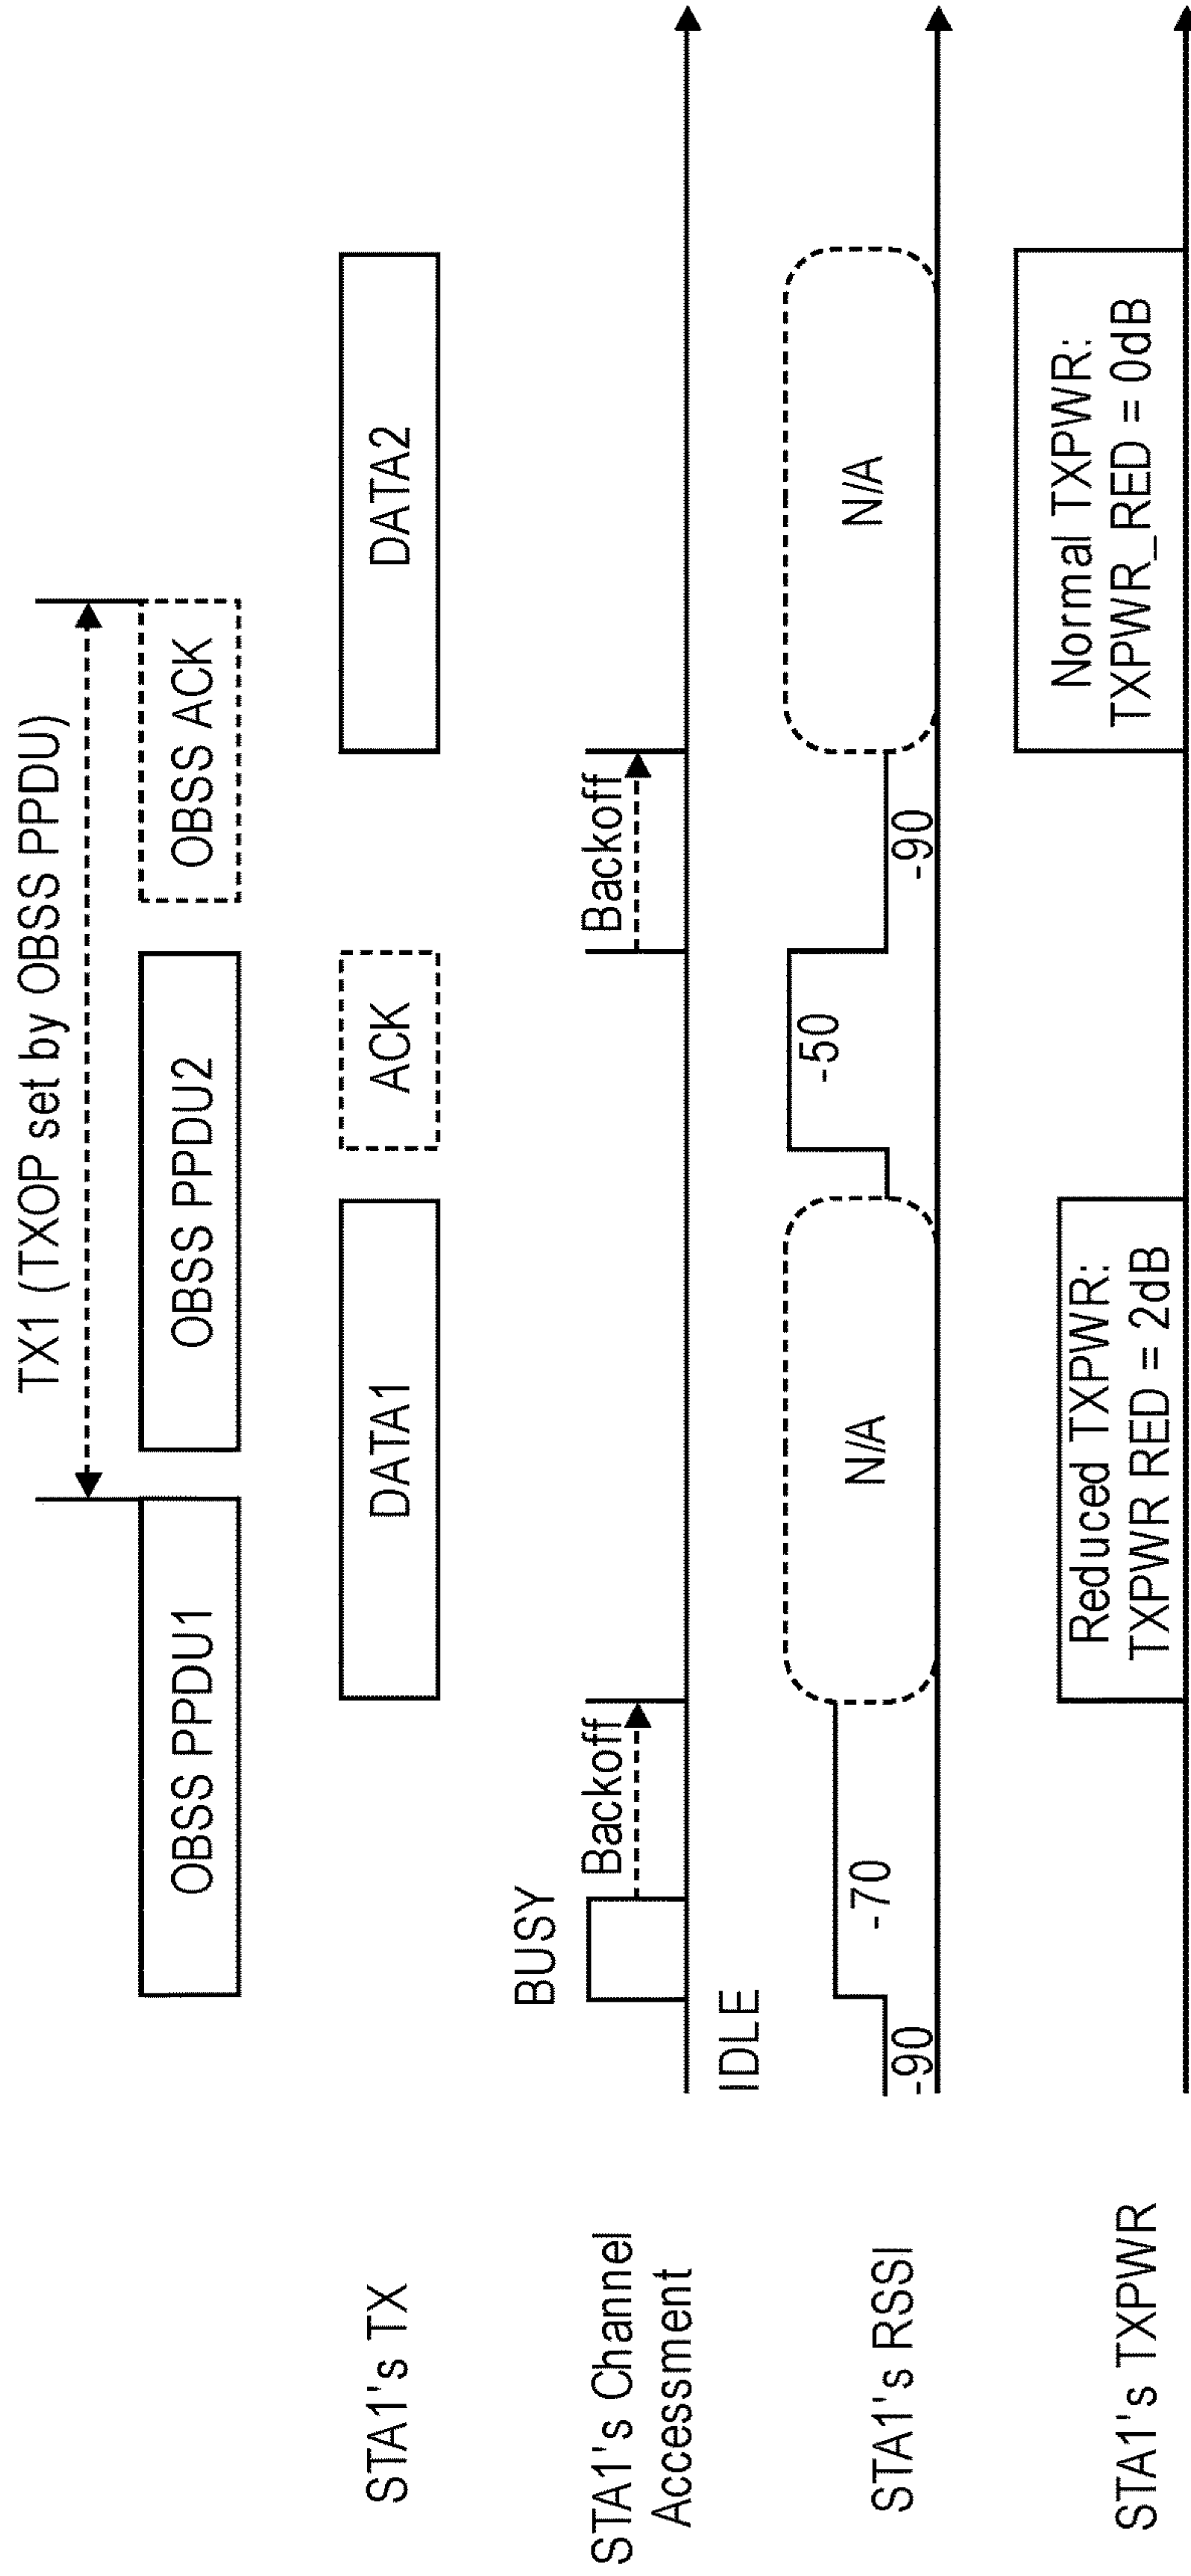 TX1 (TXOP set by OBSS PPDU)
OBSS PPDU1
OBSS PPDU2
OBSS ACK
STA1's TX
DATA1
ACK
DATA2
STA1's Channel
Accessment
BUSY
IDLE
Backoff
Backoff
STA1's RSSI
-90
-70
N/A
-50
-90
N/A
STA1's TXPWR
Reduced TXPWR:
TXPWR RED = 2dB
Normal TXPWR:
TXPWR_RED = 0dB